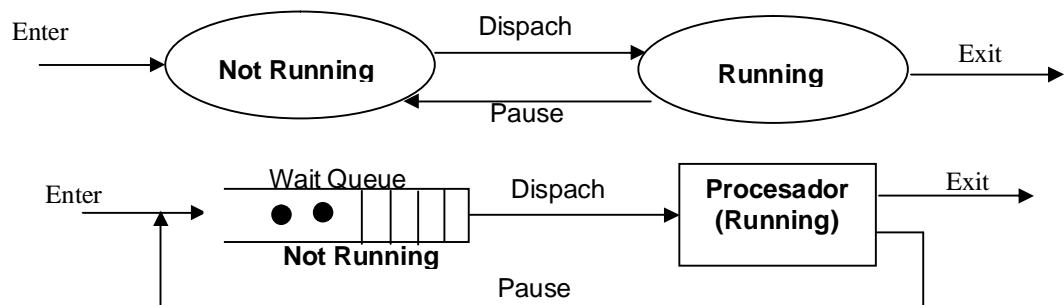 Enter
Dispach
Not Running
Running
Exit
Pause
Enter
Wait Queue
Not Running
Dispach
Procesador
(Running)
Exit
Pause